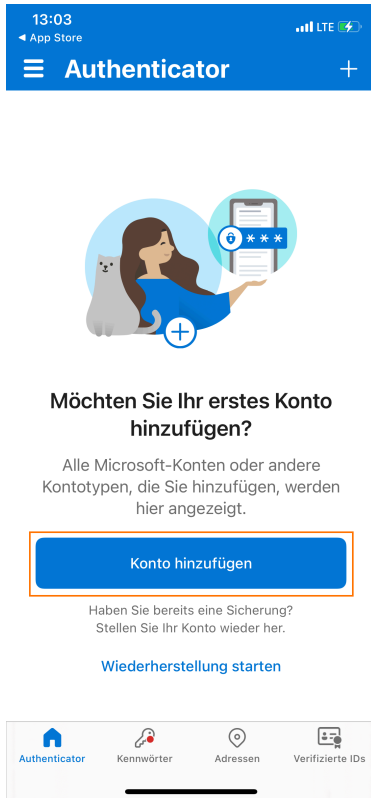 13:03
LTE
◀ App Store
Authenticator
***
Möchten Sie Ihr erstes Konto
hinzufügen?
Alle Microsoft-Konten oder andere
Kontotypen, die Sie hinzufügen, werden
hier angezeigt.
Konto hinzufügen
Haben Sie bereits eine Sicherung?
Stellen Sie Ihr Konto wieder her.
Wiederherstellung starten
Authenticator
Kennwörter
Adressen
Verifizierte IDs